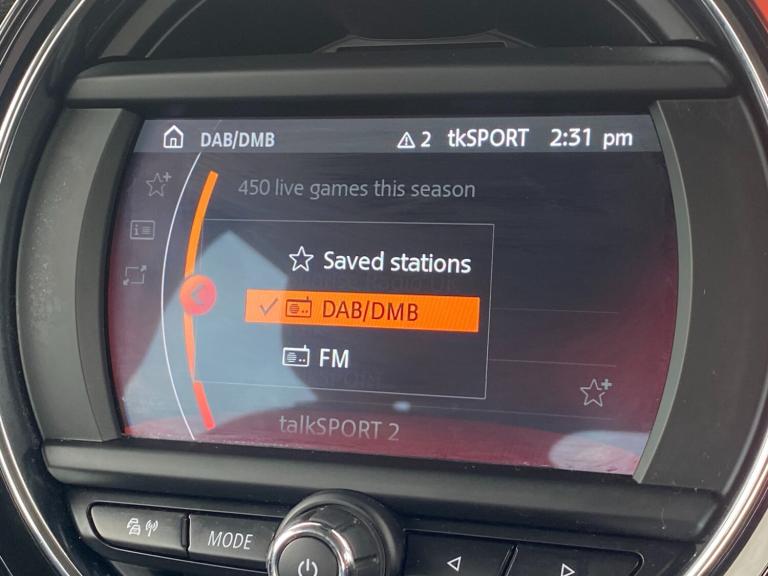 DAB/DMB 2 tkSPORT 2:31 pm
450 live games this season
Saved stations
DAB/DMB
FM
talkSPORT 2
MODE